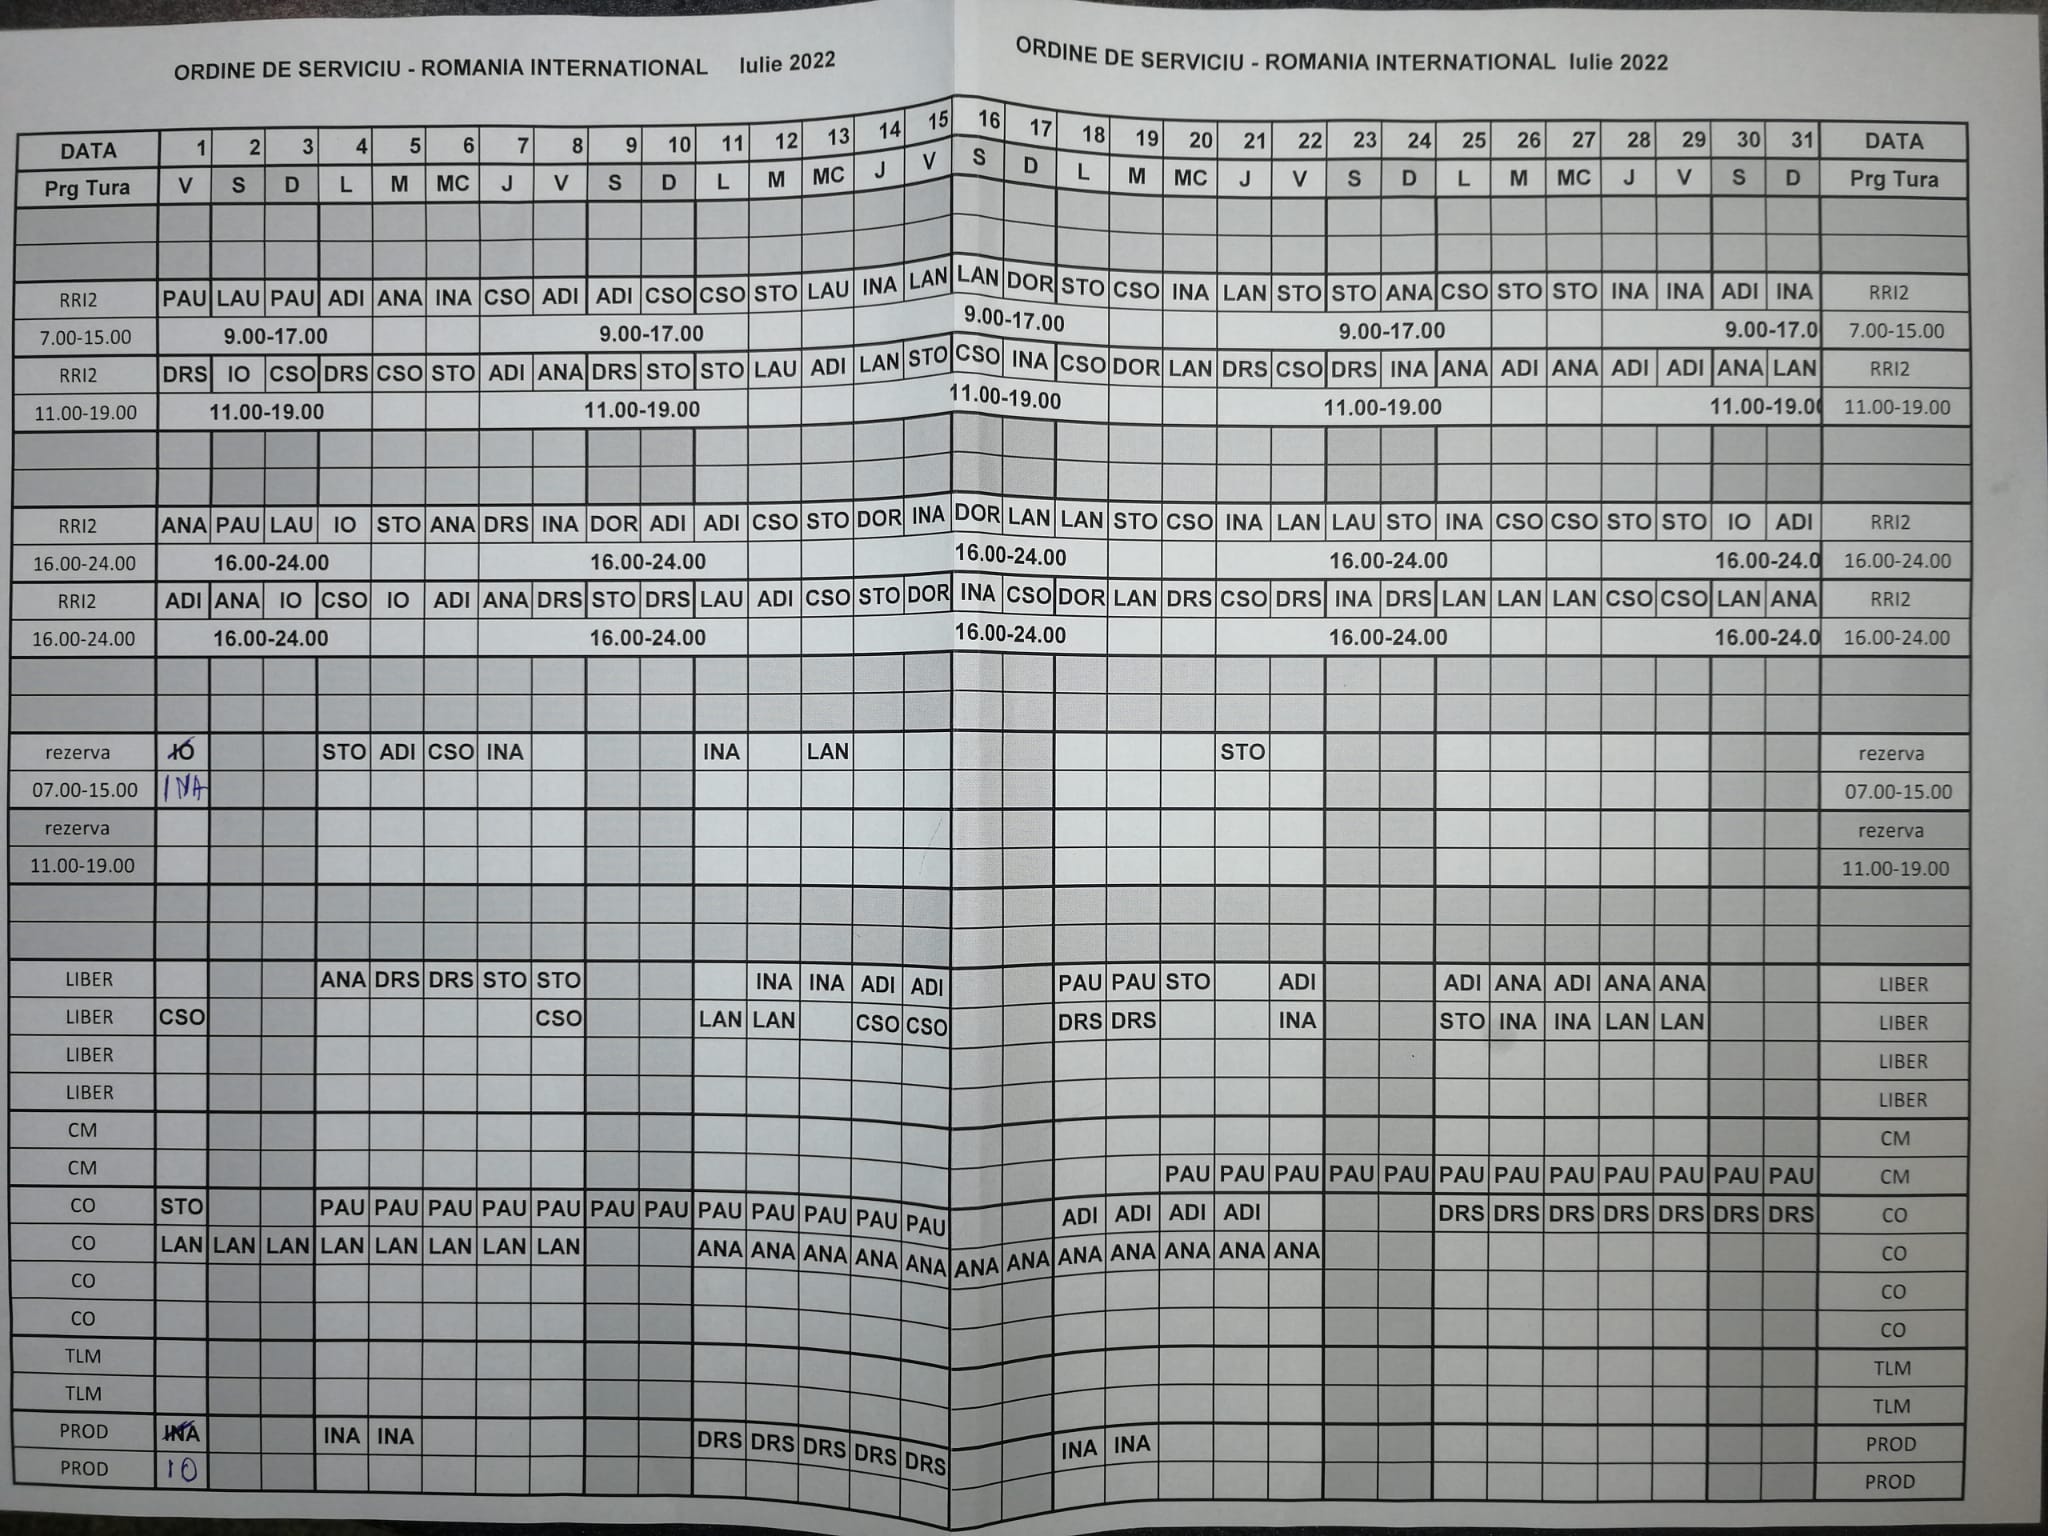 ORDINE DE SERVICIU - ROMANIA INTERNATIONAL Iulie 2022 ORDINE DE SERVICIU - ROMANIA INTERNATIONAL Iulie 2022
DATA 1 2 3 4 5 6 7 8 9 10 11 12 13 14 15 16 17 18 19 20 21 22 23 24 25 26 27 28 29 30 31 DATA
Prg Tura V S D L M MC J V S D L M MC J V S D L M MC J V S D L M MC J V S D Prg Tura
RRI2 PAU LAU PAU ADI ANA INA CSO ADI ADI CSO CSO STO LAU INA LAN LAN DOR STO CSO INA LAN STO STO ANA CSO STO STO INA INA ADI INA RRI2
7.00-15.00 9.00-17.00 9.00-17.00 9.00-17.00 9.00-17.00 9.00-17.0 7.00-15.00
RRI2 DRS IO CSO DRS CSO STO ADI ANA DRS STO STO LAU ADI LAN STO CSO INA CSO DOR LAN DRS CSO DRS INA ANA ADI ANA ADI ADI ANA LAN RRI2
11.00-19.00 11.00-19.00 11.00-19.00 11.00-19.00 11.00-19.00 11.00-19.0 11.00-19.00
RRI2 ANA PAU LAU IO STO ANA DRS INA DOR ADI ADI CSO STO DOR INA DOR LAN LAN STO CSO INA LAN LAU STO INA CSO CSO STO STO IO ADI RRI2
16.00-24.00 16.00-24.00 16.00-24.00 16.00-24.00 16.00-24.00 16.00-24.0 16.00-24.00
RRI2 ADI ANA IO CSO IO ADI ANA DRS STO DRS LAU ADI CSO STO DOR INA CSO DOR LAN DRS CSO DRS INA DRS LAN LAN LAN CSO CSO LAN ANA RRI2
16.00-24.00 16.00-24.00 16.00-24.00 16.00-24.00 16.00-24.00 16.00-24.0 16.00-24.00
rezerva IO STO ADI CSO INA INA LAN STO rezerva
07.00-15.00 INA 07.00-15.00
rezerva rezerva
11.00-19.00 11.00-19.00
LIBER ANA DRS DRS STO STO INA INA ADI ADI PAU PAU STO ADI ADI ANA ADI ANA ANA LIBER
LIBER CSO CSO LAN LAN CSO CSO DRS DRS INA STO INA INA LAN LAN LIBER
LIBER LIBER
LIBER LIBER
CM CM
CM PAU PAU PAU PAU PAU PAU PAU PAU PAU PAU PAU PAU CM
CO STO PAU PAU PAU PAU PAU PAU PAU PAU PAU PAU PAU PAU ADI ADI ADI ADI DRS DRS DRS DRS DRS DRS DRS CO
CO LAN LAN LAN LAN LAN LAN LAN LAN ANA ANA ANA ANA ANA ANA ANA ANA ANA ANA ANA ANA CO
CO CO
CO CO
TLM TLM
TLM TLM
PROD INA INA INA DRS DRS DRS DRS DRS INA INA PROD
PROD IO PROD